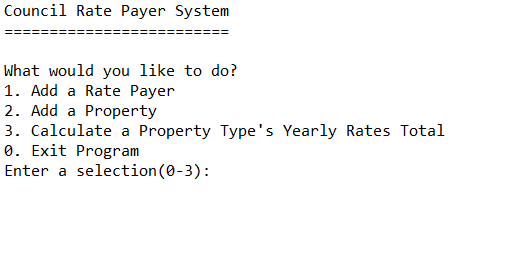 Council Rate Payer System
=========================
What would you like to do?
1. Add a Rate Payer
2. Add a Property
3. Calculate a Property Type's Yearly Rates Total
0. Exit Program
Enter a selection(0-3):